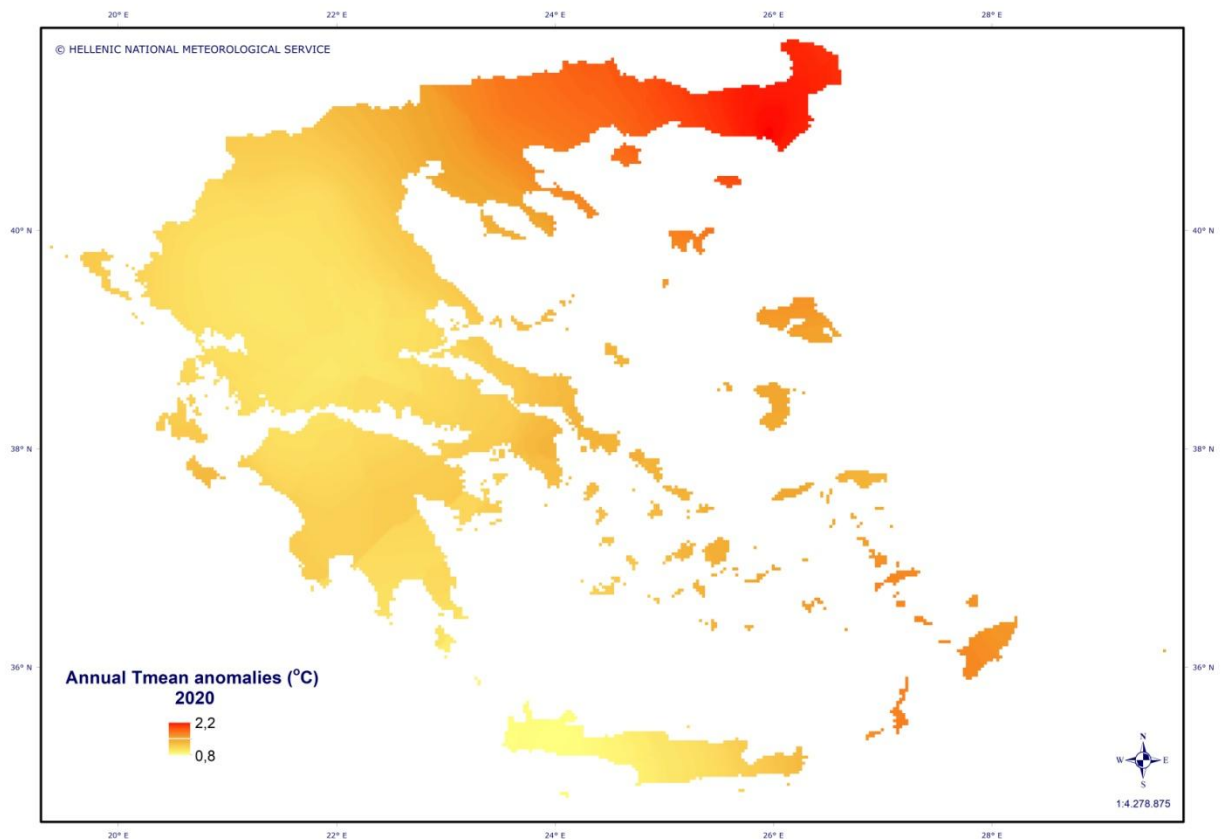 20° E 22° E 24° E 26° E 28° E
© HELLENIC NATIONAL METEOROLOGICAL SERVICE
40° N 40° N
38° N 38° N
36° N 36° N
Annual Tmean anomalies (°C)
2020
2,2
0,8
N
W E
S
1:4.278.875
20° E 22° E 24° E 26° E 28° E